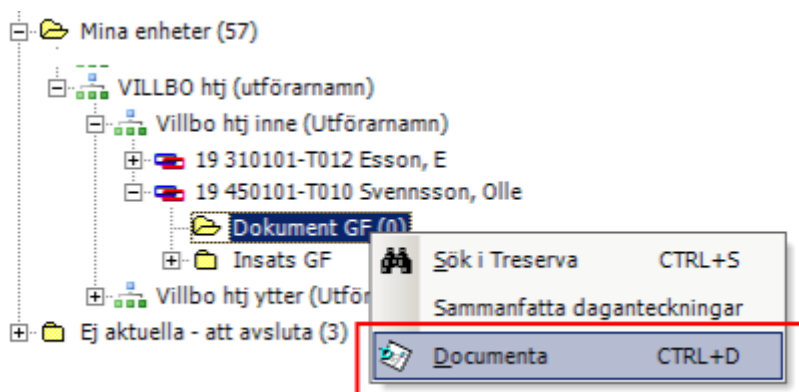 Mina enheter (57)
VILLBO htj (utförarnamn)
Villbo htj inne (Utförarnamn)
19 310101-T012 Esson, E
19 450101-T010 Svennsson, Olle
Dokument GF (0)
Insats GF
Sök i Treserva CTRL+S
Villbo htj ytter (Utför
Sammanfatta daganteckningar
Ej aktuella - att avsluta (3)
Documenta CTRL+D